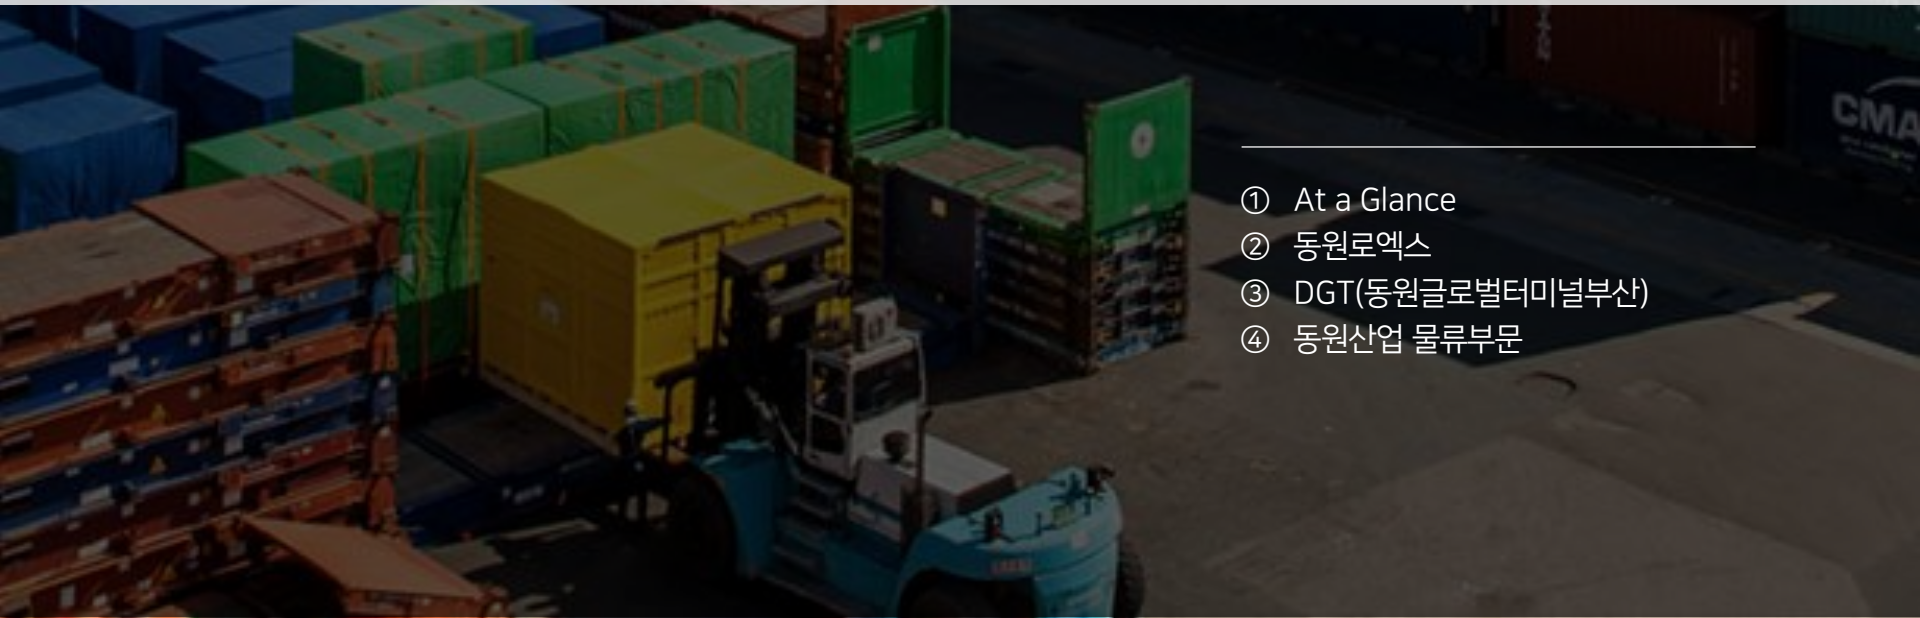 ① At a Glance
② 동원로엑스
③ DGT(동원글로벌터미널부산)
④ 동원산업 물류부문
CMA